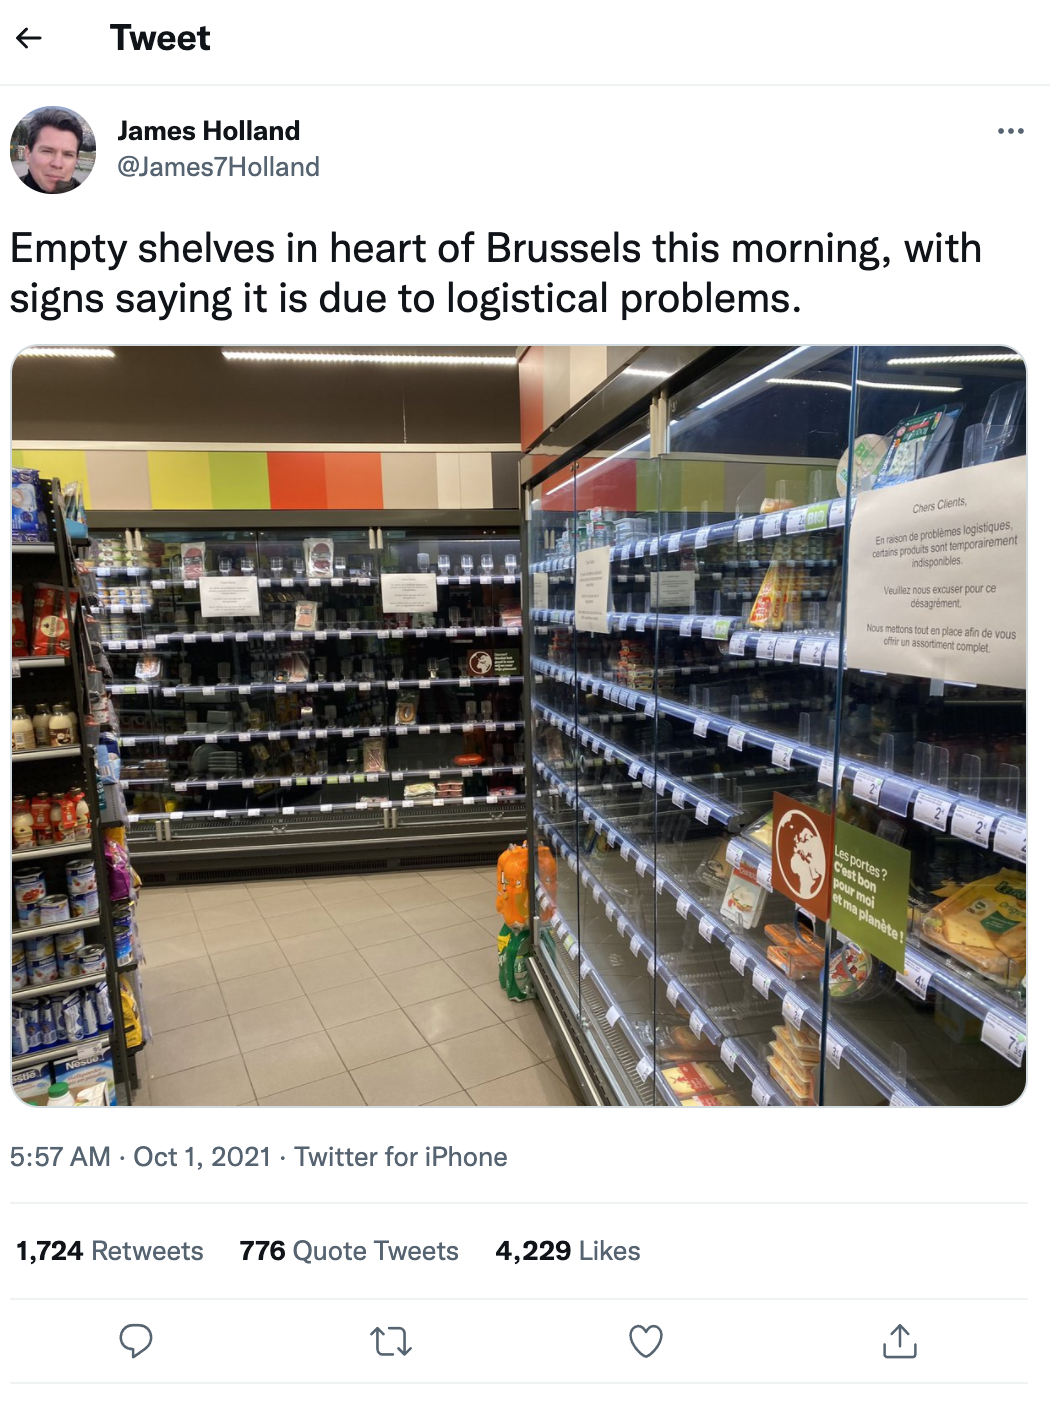 Tweet
James Holland
@James7Holland
Empty shelves in heart of Brussels this morning, with
signs saying it is due to logistical problems.
Chers Clients,
En raison de problèmes logistiques,
certains produits sont temporairement
indisponibles.
Veuillez nous excuser pour ce
désagrément.
Nous mettons tout en place afin de vous
offrir un assortiment complet.
Les portes ?
C'est bon
pour moi
et ma planète !
Nestlé
5:57 AM · Oct 1, 2021 · Twitter for iPhone
1,724 Retweets 776 Quote Tweets 4,229 Likes